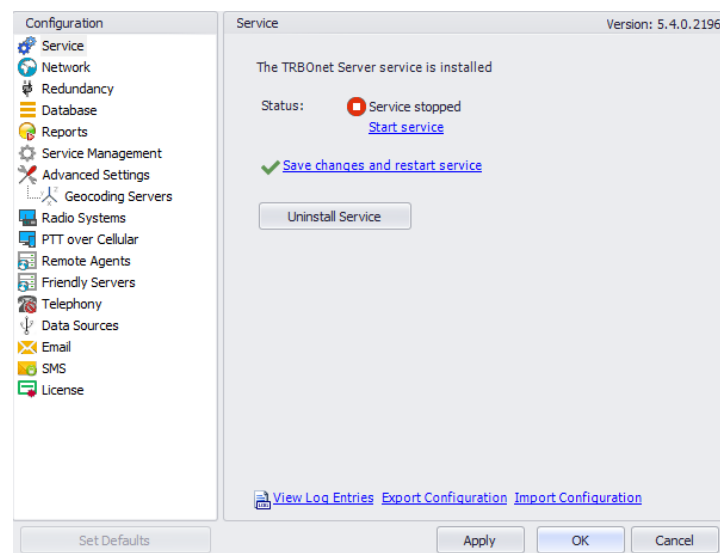 Configuration
Service
Network
Redundancy
Database
Reports
Service Management
Advanced Settings
Geocoding Servers
Radio Systems
PTT over Cellular
Remote Agents
Friendly Servers
Telephony
Data Sources
Email
SMS
License
Set Defaults
Service Version: 5.4.0.2196
The TRBOnet Server service is installed
Status: Service stopped
Start service
Save changes and restart service
Uninstall Service
View Log Entries Export Configuration Import Configuration
Apply OK Cancel